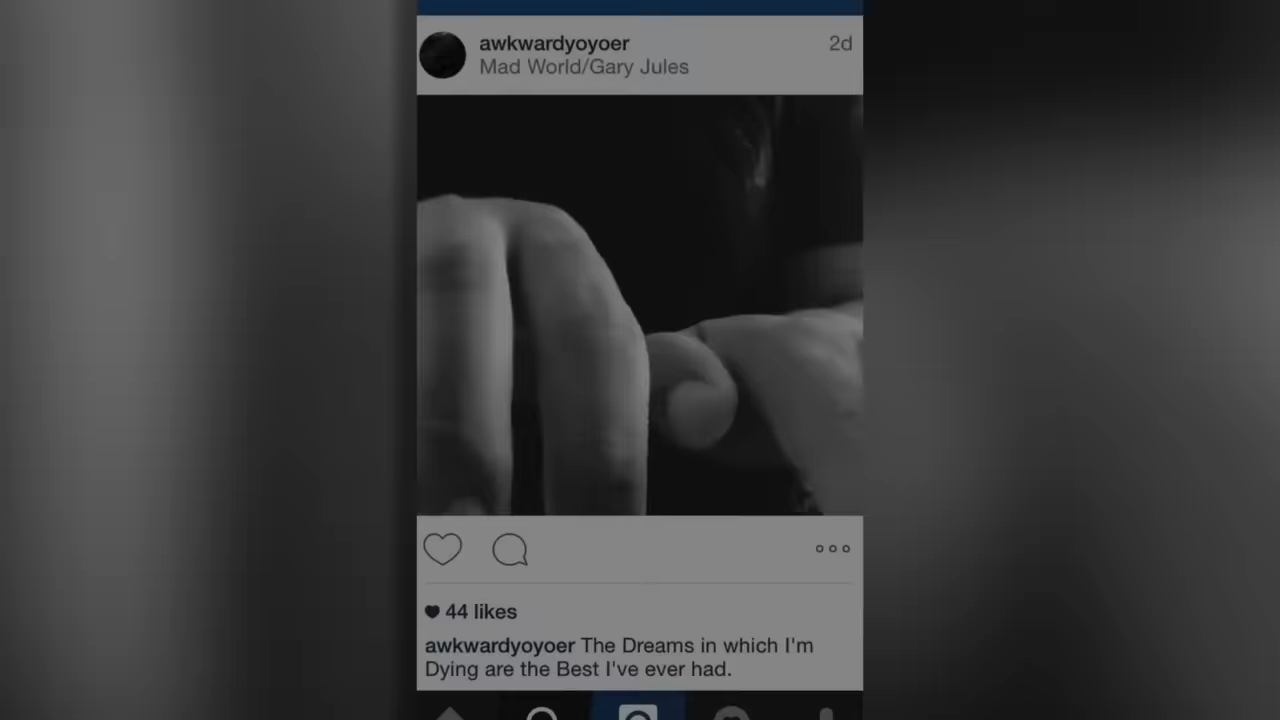 awkwardyoyoer 2d
Mad World/Gary Jules
44 likes
awkwardyoyoer The Dreams in which I'm
Dying are the Best I've ever had.